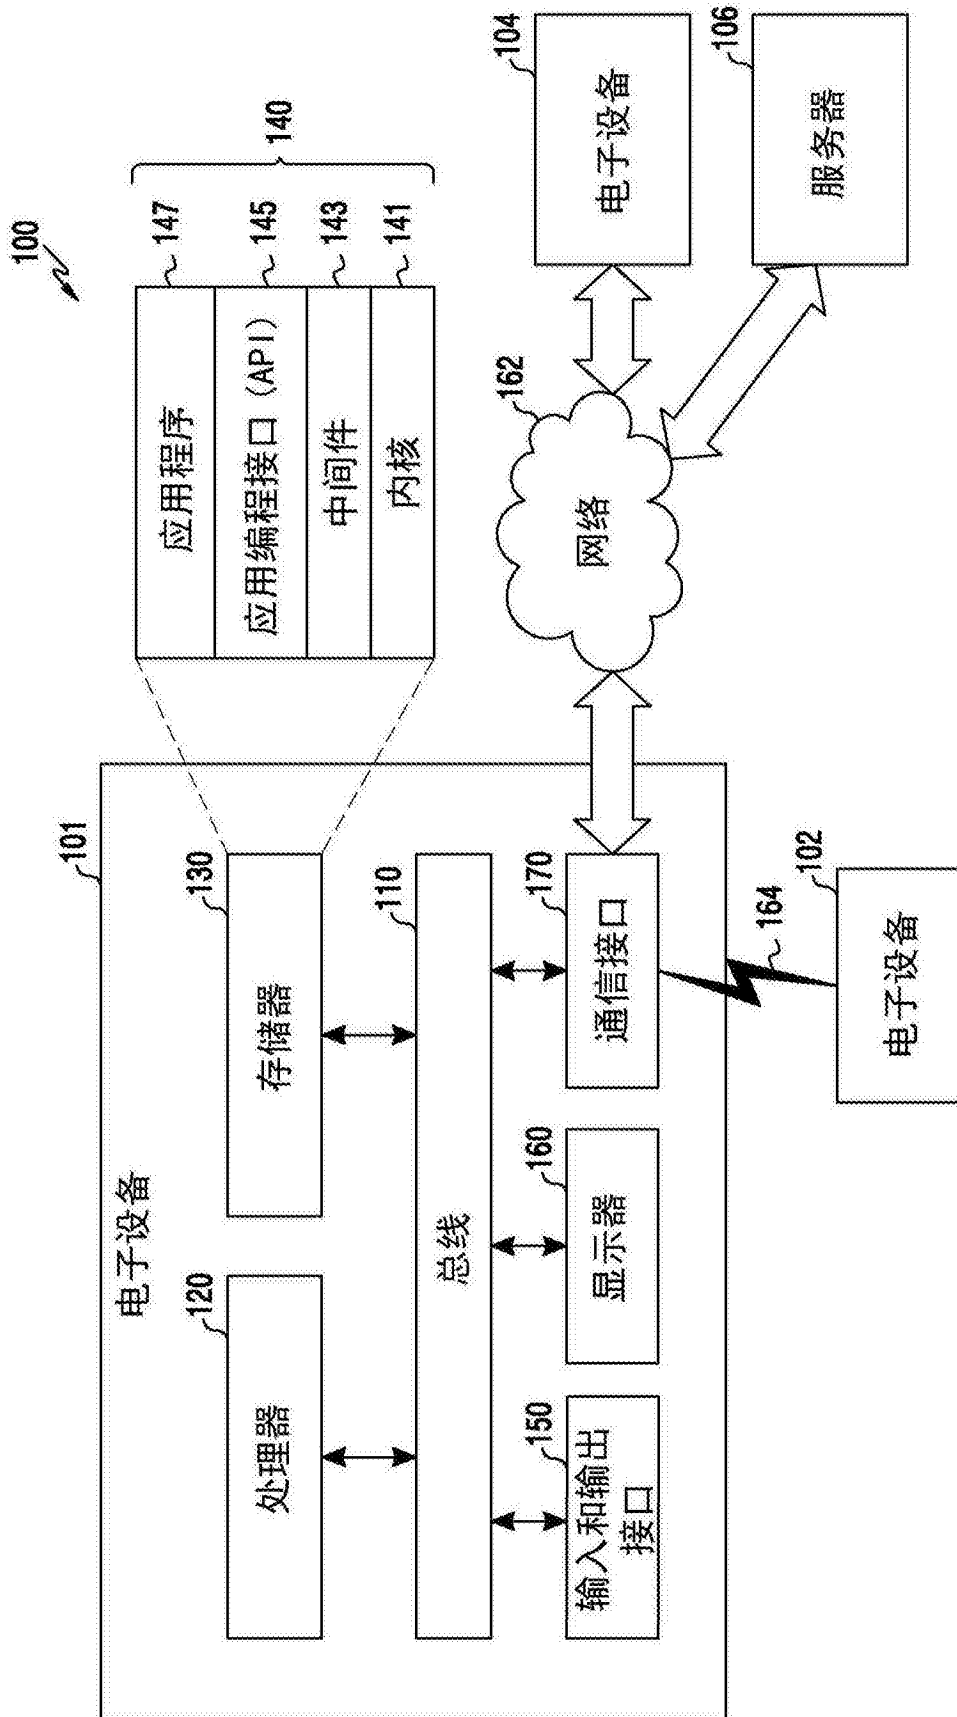 100
101
电子设备
120
处理器
130
存储器
110
总线
150
输入和输出
接口
160
显示器
170
通信接口
147
应用程序
145
应用编程接口(API)
143
中间件
141
内核
140
162
网络
104
电子设备
106
服务器
164
102
电子设备